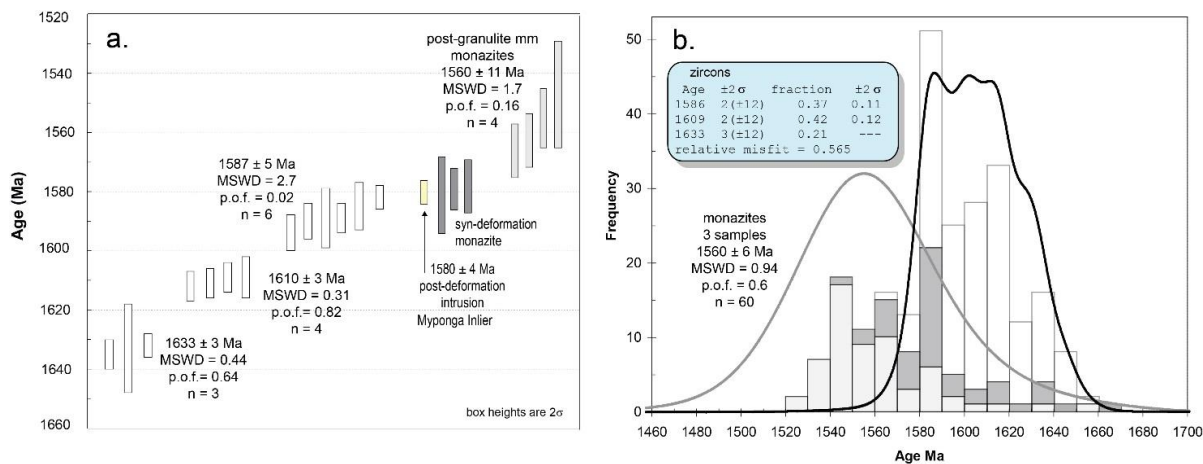 a.
1520
1540
1560
1580
1600
1620
1640
1660
Age (Ma)
post-granulite mm
monazites
1560 ± 11 Ma
MSWD = 1.7
p.o.f. = 0.16
n = 4
1587 ± 5 Ma
MSWD = 2.7
p.o.f. = 0.02
n = 6
syn-deformation
monazite
1580 ± 4 Ma
post-deformation
intrusion
Myponga Inlier
1610 ± 3 Ma
MSWD = 0.31
p.o.f.= 0.82
n = 4
1633 ± 3 Ma
MSWD = 0.44
p.o.f.= 0.64
n = 3
box heights are 2σ
b.
50
40
30
20
10
0
Frequency
zircons
Age ±2σ fraction ±2σ
1586 2(±12) 0.37 0.11
1609 2(±12) 0.42 0.12
1633 3(±12) 0.21 ---
relative misfit = 0.565
monazites
3 samples
1560 ± 6 Ma
MSWD = 0.94
p.o.f. = 0.6
n = 60
1460 1480 1500 1520 1540 1560 1580 1600 1620 1640 1660 1680 1700
Age Ma